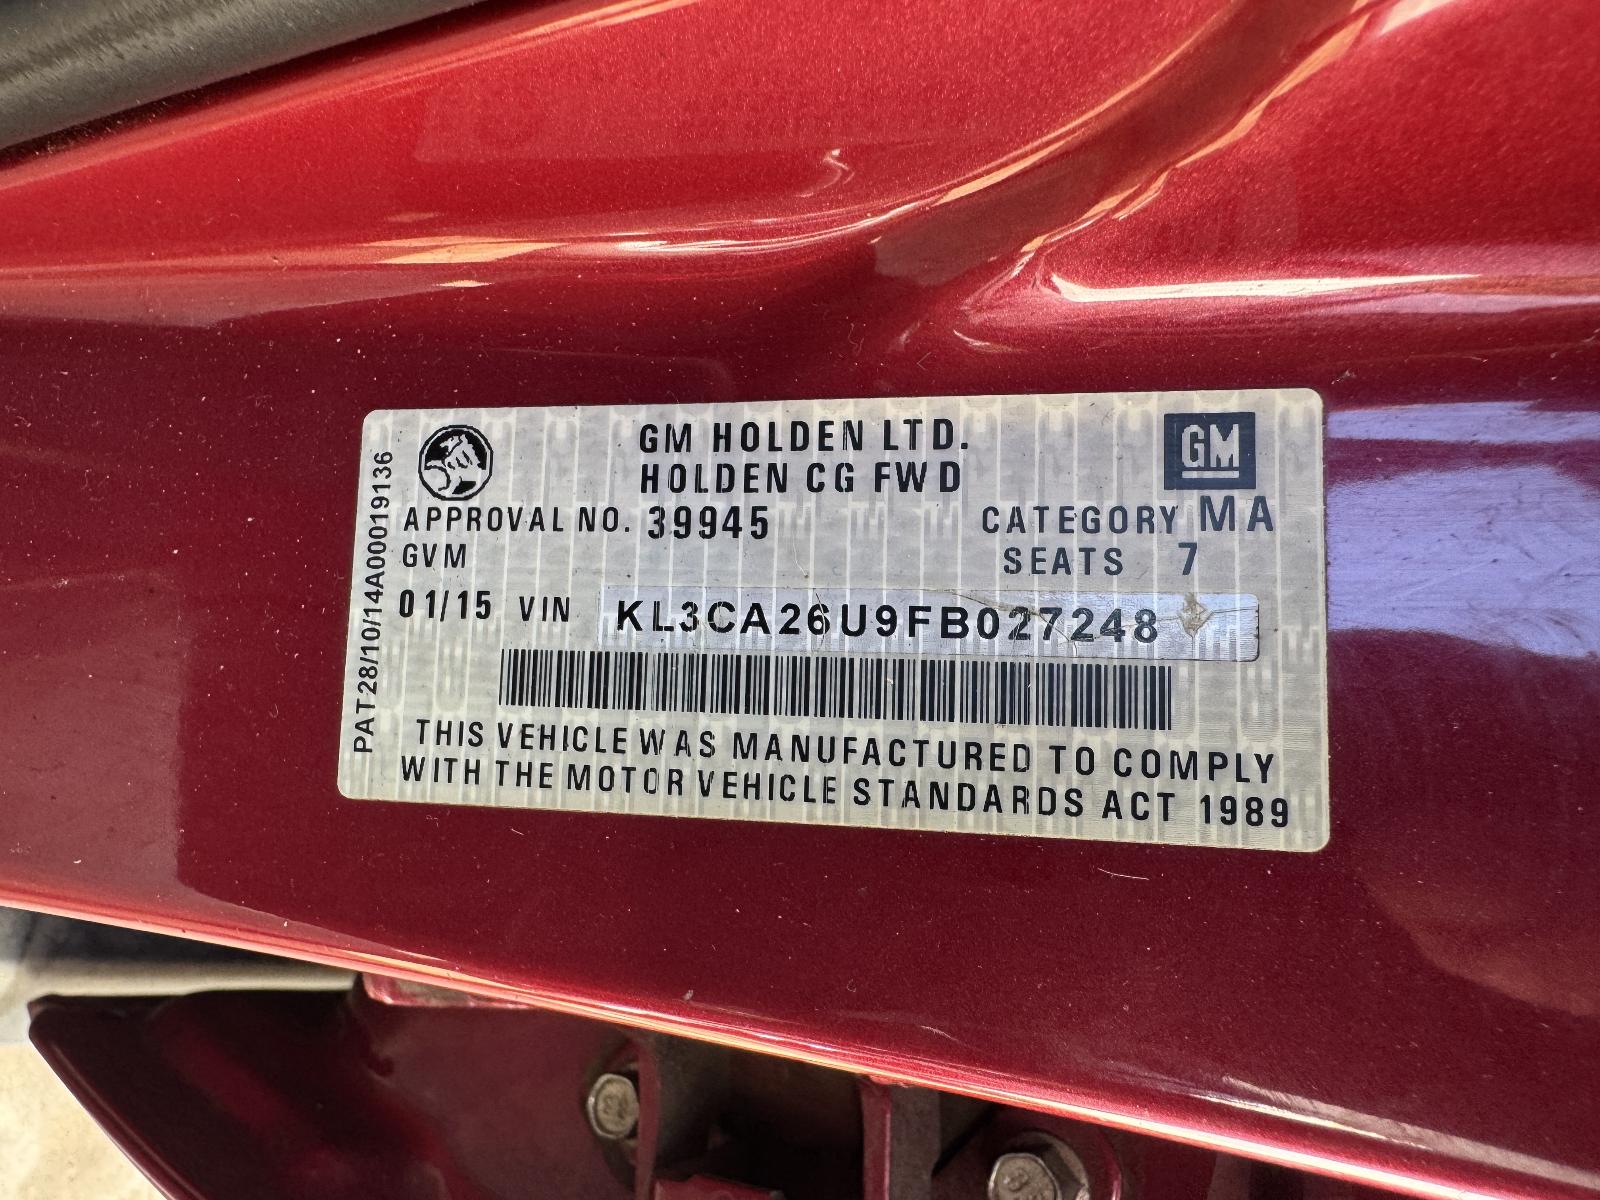 GM HOLDEN LTD.
HOLDEN CG FWD
GM
APPROVAL NO. 39945
CATEGORY MA
GVM
SEATS 7
01/15 VIN KL3CA26U9FB027248
THIS VEHICLE WAS MANUFACTURED TO COMPLY
WITH THE MOTOR VEHICLE STANDARDS ACT 1989
PAT28/10/14A00019136